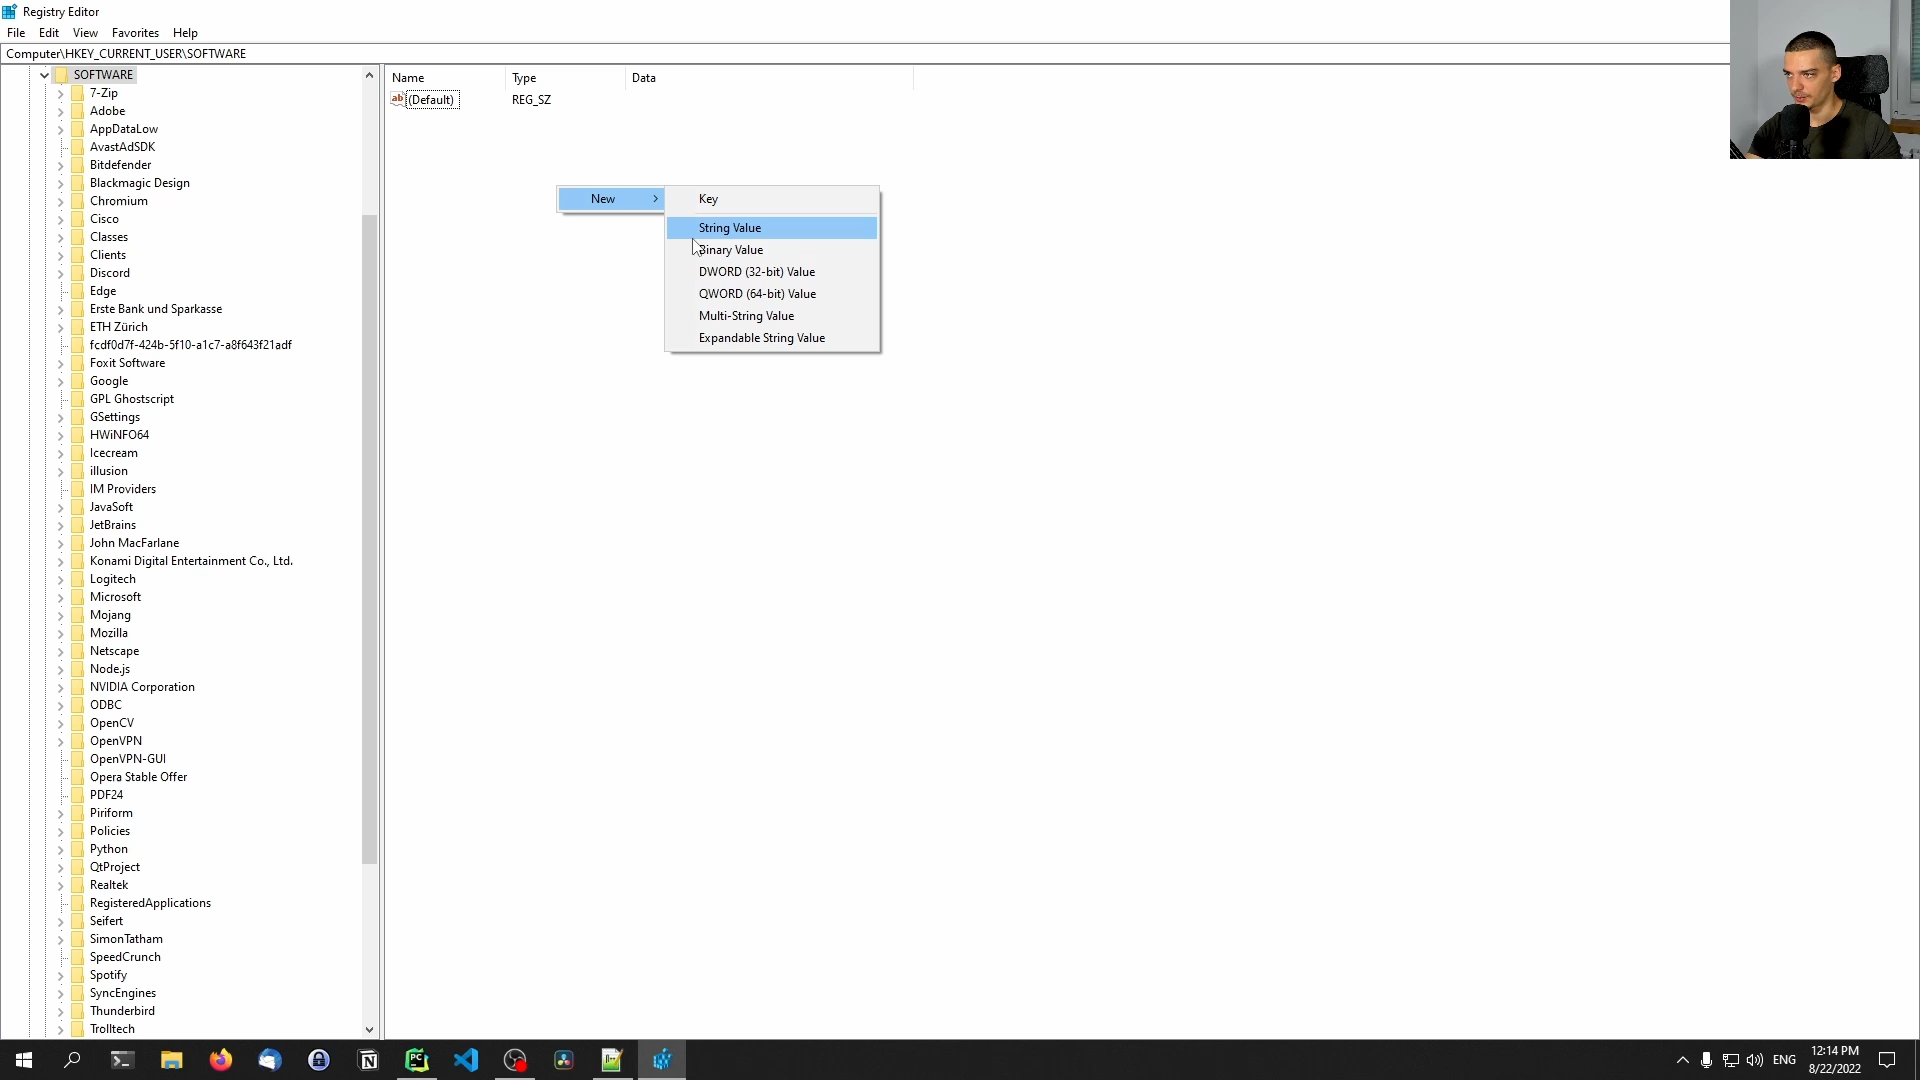 Registry Editor
File Edit View Favorites Help
Computer\HKEY_CURRENT_USER\SOFTWARE
SOFTWARE
7-Zip
Adobe
AppDataLow
AvastAdSDK
Bitdefender
Blackmagic Design
Chromium
Cisco
Classes
Clients
Discord
Edge
Erste Bank und Sparkasse
ETH Zürich
fcdf0d7f-424b-5f10-a1c7-a8f643f21adf
Foxit Software
Google
GPL Ghostscript
GSettings
HWiNFO64
Icecream
illusion
IM Providers
JavaSoft
JetBrains
John MacFarlane
Konami Digital Entertainment Co., Ltd.
Logitech
Microsoft
Mojang
Mozilla
Netscape
Node.js
NVIDIA Corporation
ODBC
OpenCV
OpenVPN
OpenVPN-GUI
Opera Stable Offer
PDF24
Piriform
Policies
Python
QtProject
Realtek
RegisteredApplications
Seifert
SimonTatham
SpeedCrunch
Spotify
SyncEngines
Thunderbird
Trolltech
Name Type Data
ab (Default) REG_SZ
New
Key
String Value
Binary Value
DWORD (32-bit) Value
QWORD (64-bit) Value
Multi-String Value
Expandable String Value
PC
ENG
12:14 PM
8/22/2022